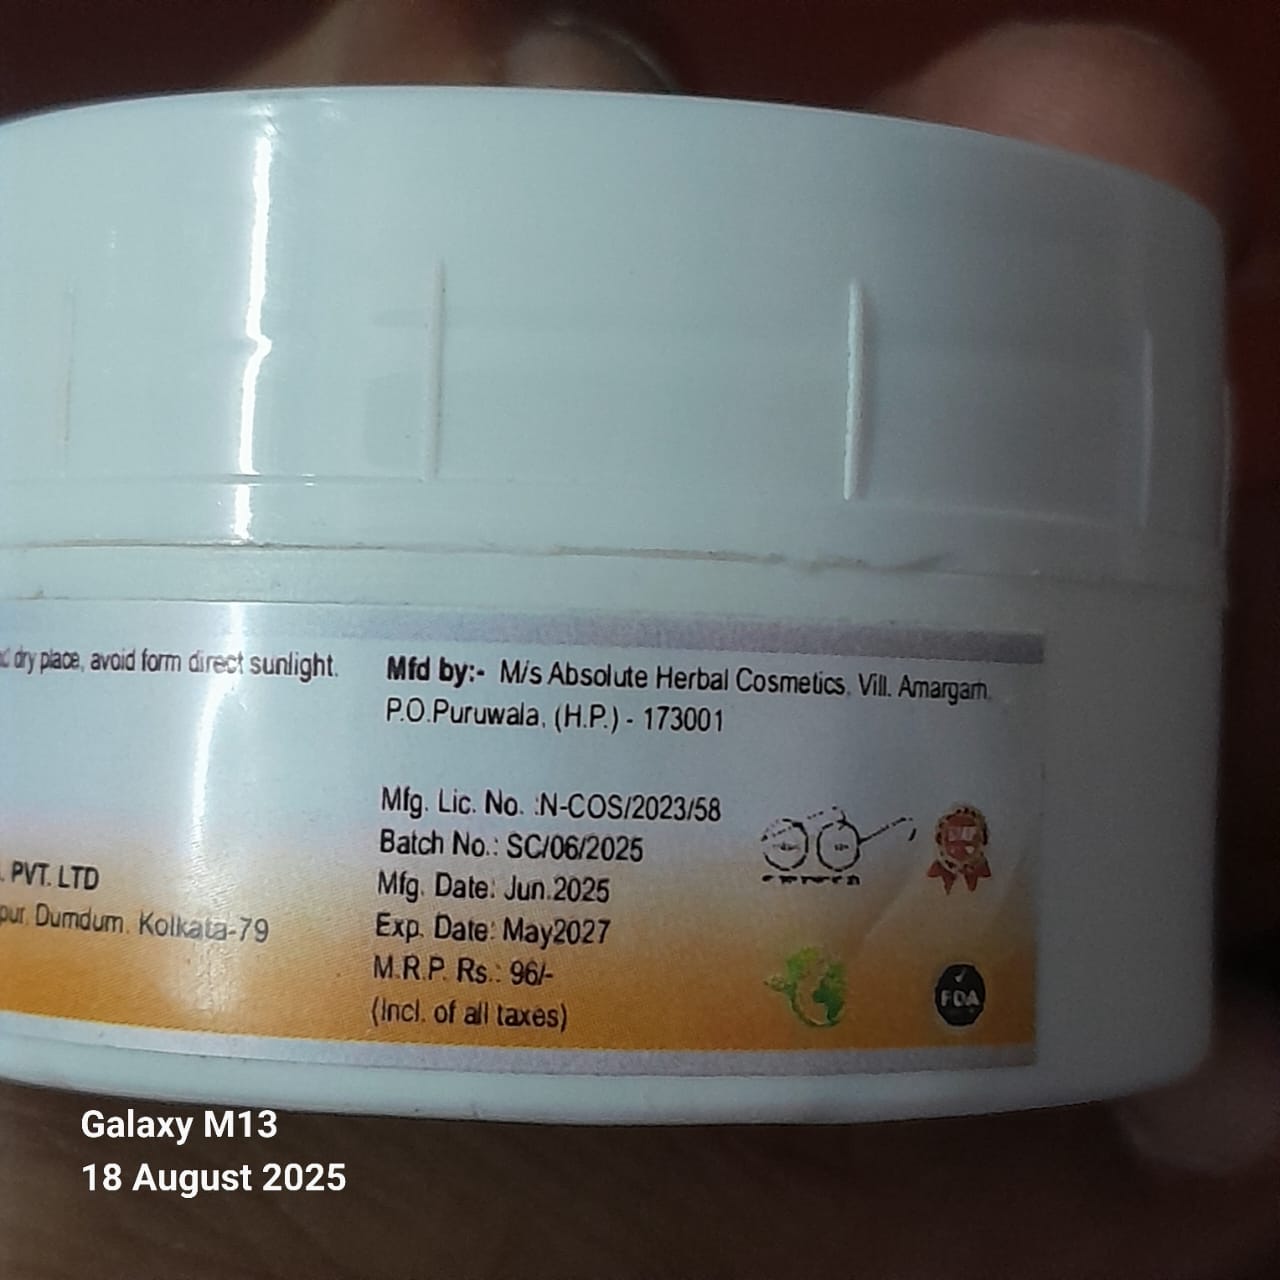 dry place, avoid form direct sunlight.
PVT. LTD
pur, Dumdum, Kolkata-79
Mfd by:- M/s Absolute Herbal Cosmetics, Vill. Amargarh,
P.O.Puruwala, (H.P.) - 173001
Mfg. Lic. No. :N-COS/2023/58
Batch No.: SC/06/2025
Mfg. Date: Jun.2025
Exp. Date: May2027
M.R.P. Rs.: 96/-
(Incl. of all taxes)
FDA
Galaxy M13
18 August 2025